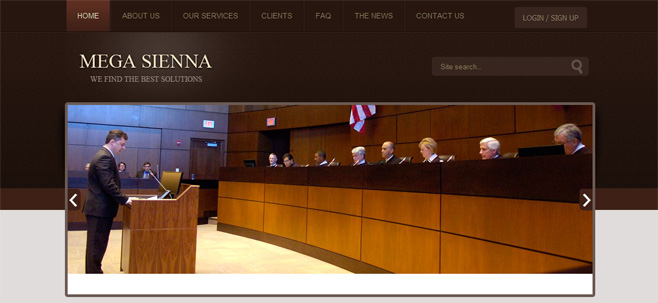 HOME ABOUT US OUR SERVICES CLIENTS FAQ THE NEWS CONTACT US LOGIN / SIGN UP
MEGA SIENNA
WE FIND THE BEST SOLUTIONS
Site search...